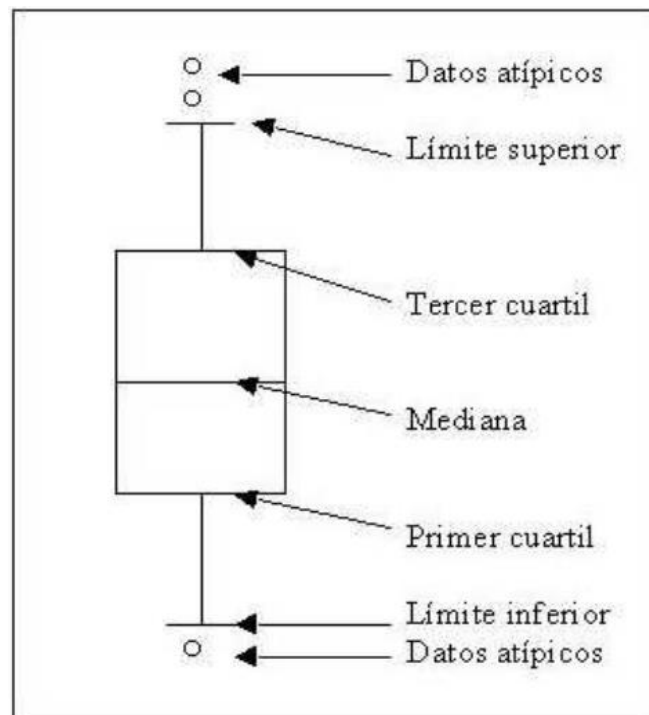 Datos atípicos
Límite superior
Tercer cuartil
Mediana
Primer cuartil
Límite inferior
Datos atípicos